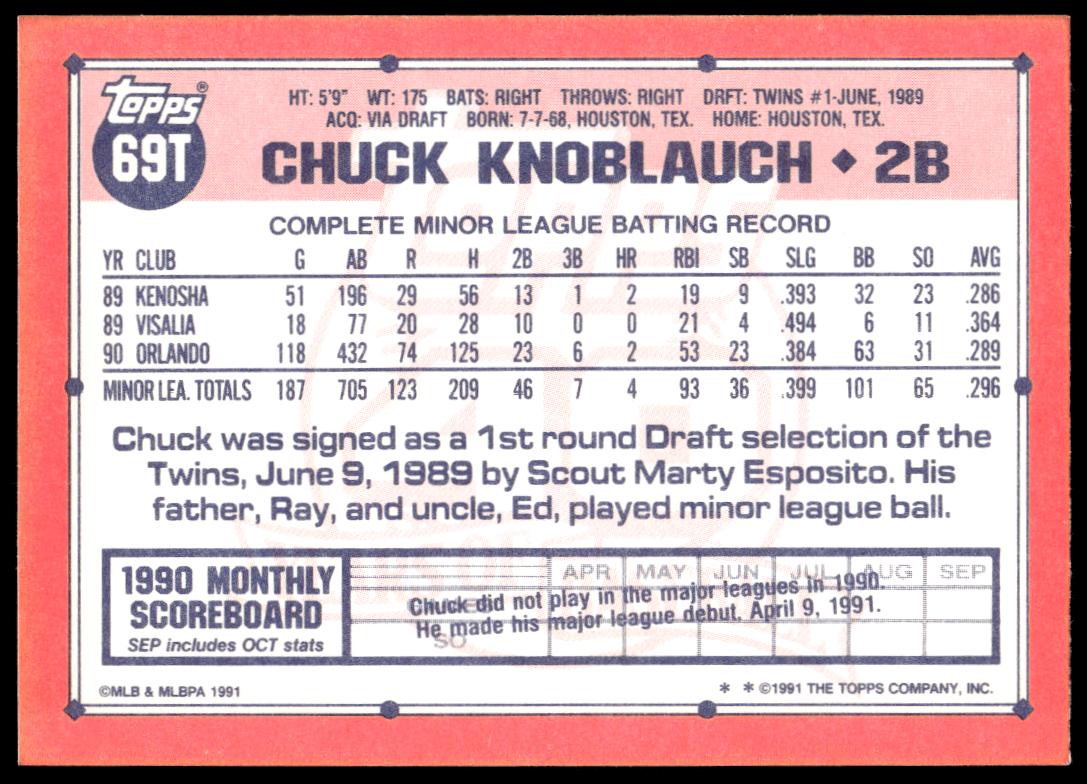 topps®
69T
HT: 5'9" WT: 175 BATS: RIGHT THROWS: RIGHT DRFT: TWINS #1-JUNE, 1989
ACQ: VIA DRAFT BORN: 7-7-68, HOUSTON, TEX. HOME: HOUSTON, TEX.
CHUCK KNOBLAUCH ◆ 2B
COMPLETE MINOR LEAGUE BATTING RECORD
YR CLUB G AB R H 2B 3B HR RBI SB SLG BB SO AVG
89 KENOSHA 51 196 29 56 13 1 2 19 9 .393 32 23 .286
89 VISALIA 18 77 20 28 10 0 0 21 4 .494 6 11 .364
90 ORLANDO 118 432 74 125 23 6 2 53 23 .384 63 31 .289
MINOR LEA. TOTALS 187 705 123 209 46 7 4 93 36 .399 101 65 .296
Chuck was signed as a 1st round Draft selection of the
Twins, June 9, 1989 by Scout Marty Esposito. His
father, Ray, and uncle, Ed, played minor league ball.
1990 MONTHLY
SCOREBOARD
SEP includes OCT stats
APR MAY JUN JUL AUG SEP
Chuck did not play in the major leagues in 1990.
He made his major league debut, April 9, 1991.
SO
©MLB & MLBPA 1991
* * ©1991 THE TOPPS COMPANY, INC.